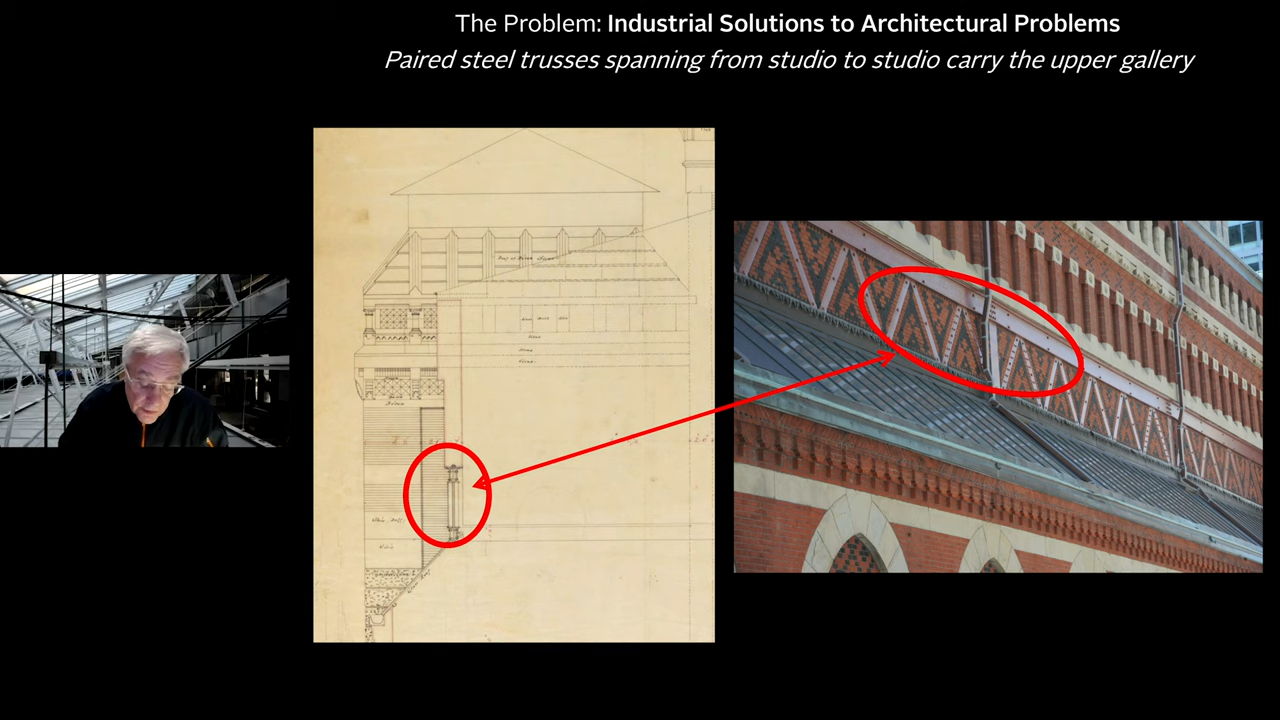 The Problem: Industrial Solutions to Architectural Problems
Paired steel trusses spanning from studio to studio carry the upper gallery